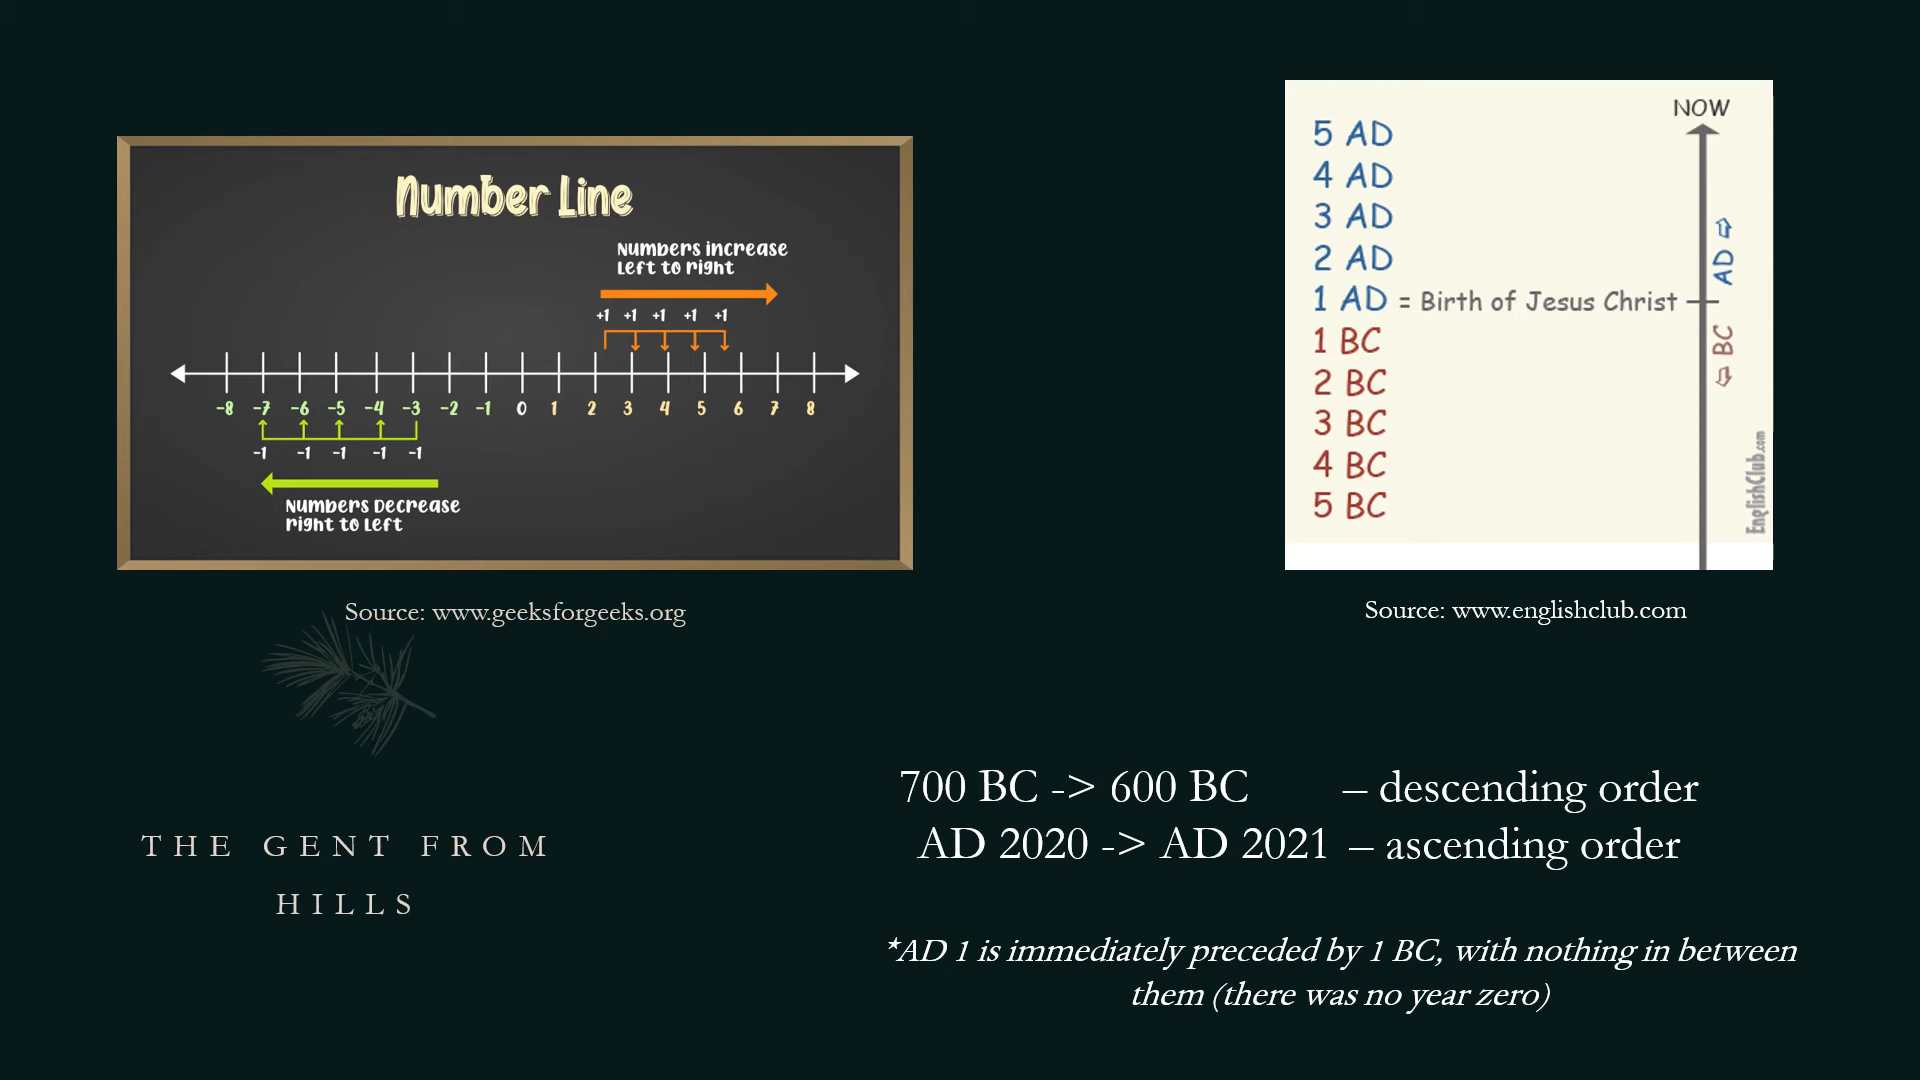 Number Line
Numbers increase
Left to right
+1 +1 +1 +1 +1
-8 -7 -6 -5 -4 -3 -2 -1 0 1 2 3 4 5 6 7 8
-1 -1 -1 -1 -1
Numbers Decrease
right to Left
Source: www.geeksforgeeks.org
NOW
5 AD
4 AD
3 AD
2 AD
1 AD = Birth of Jesus Christ
1 BC
2 BC
3 BC
4 BC
5 BC
AD
BC
EnglishClub.com
Source: www.englishclub.com
THE GENT FROM
HILLS
700 BC -> 600 BC – descending order
AD 2020 -> AD 2021 – ascending order
*AD 1 is immediately preceded by 1 BC, with nothing in between
them (there was no year zero)